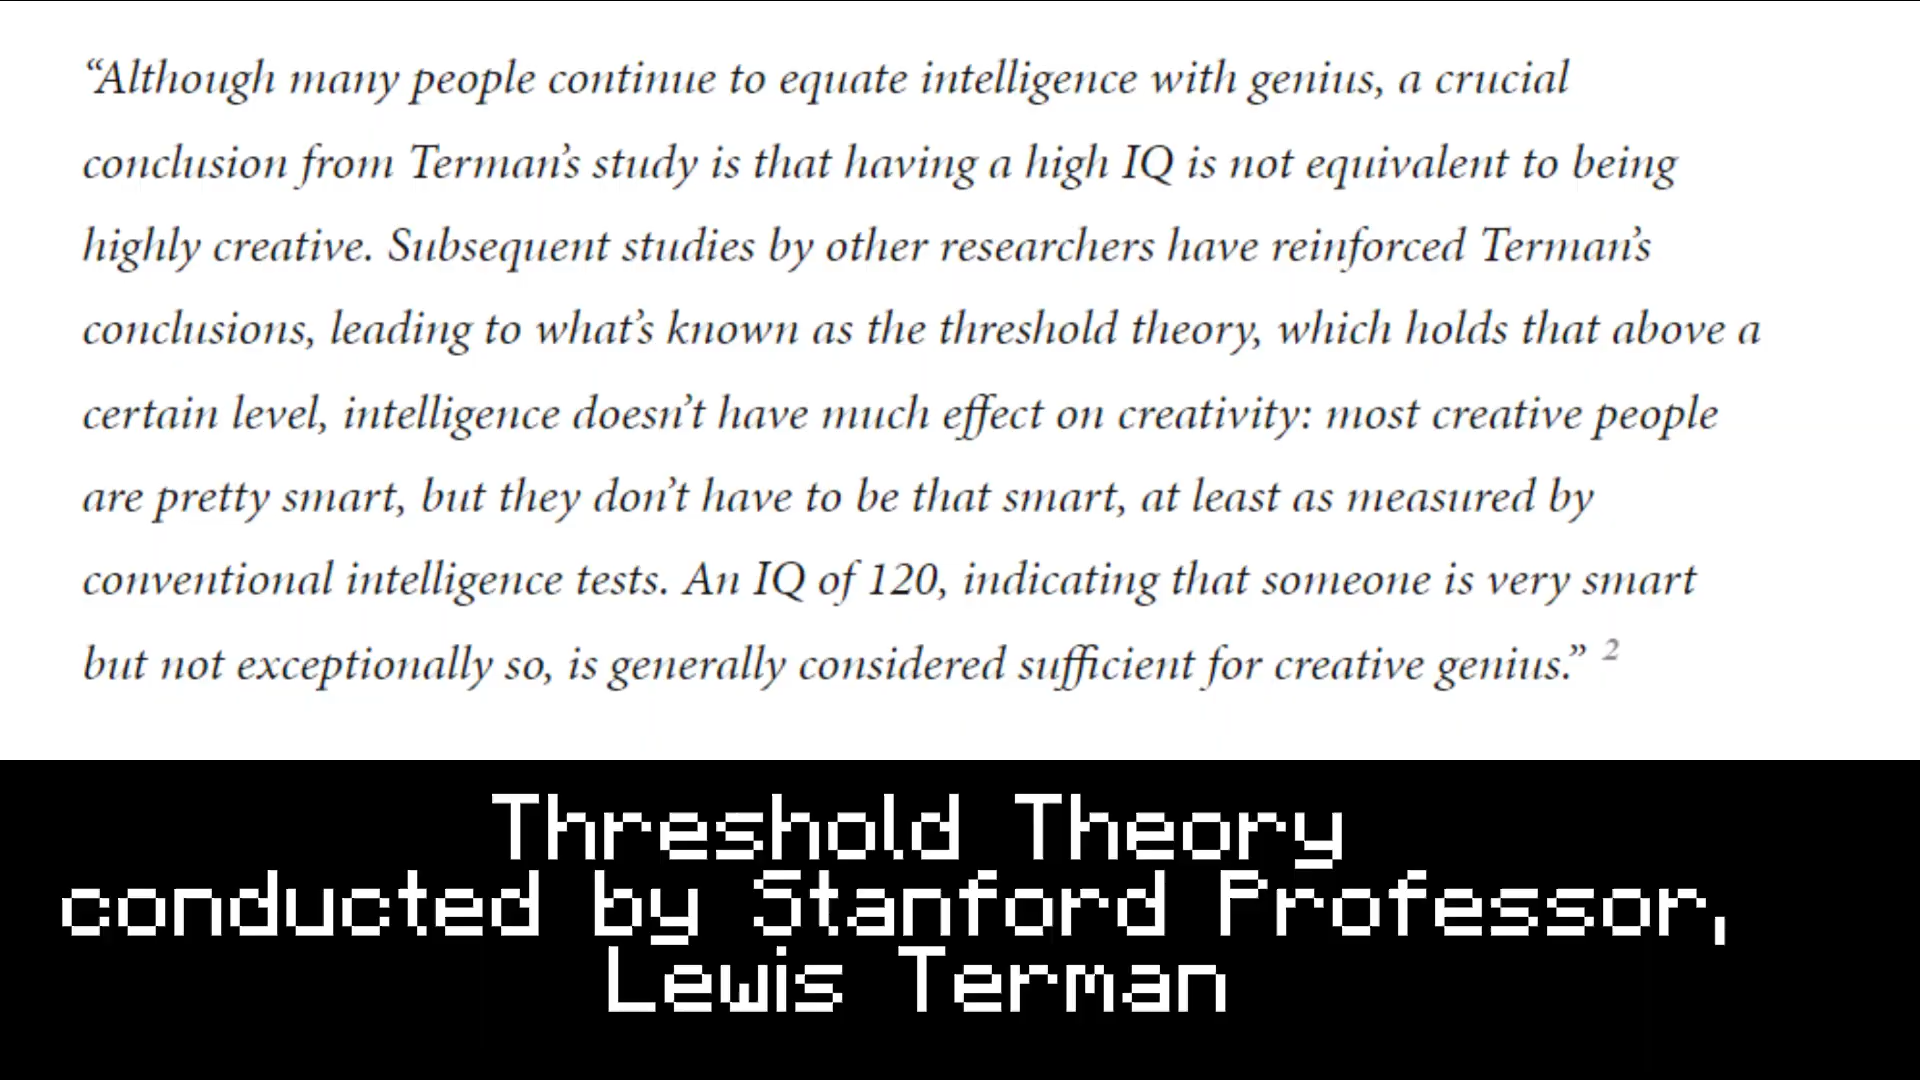 “Although many people continue to equate intelligence with genius, a crucial
conclusion from Terman’s study is that having a high IQ is not equivalent to being
highly creative. Subsequent studies by other researchers have reinforced Terman’s
conclusions, leading to what’s known as the threshold theory, which holds that above a
certain level, intelligence doesn’t have much effect on creativity: most creative people
are pretty smart, but they don’t have to be that smart, at least as measured by
conventional intelligence tests. An IQ of 120, indicating that someone is very smart
but not exceptionally so, is generally considered sufficient for creative genius.” 2
Threshold Theory
conducted by Stanford Professor,
Lewis Terman